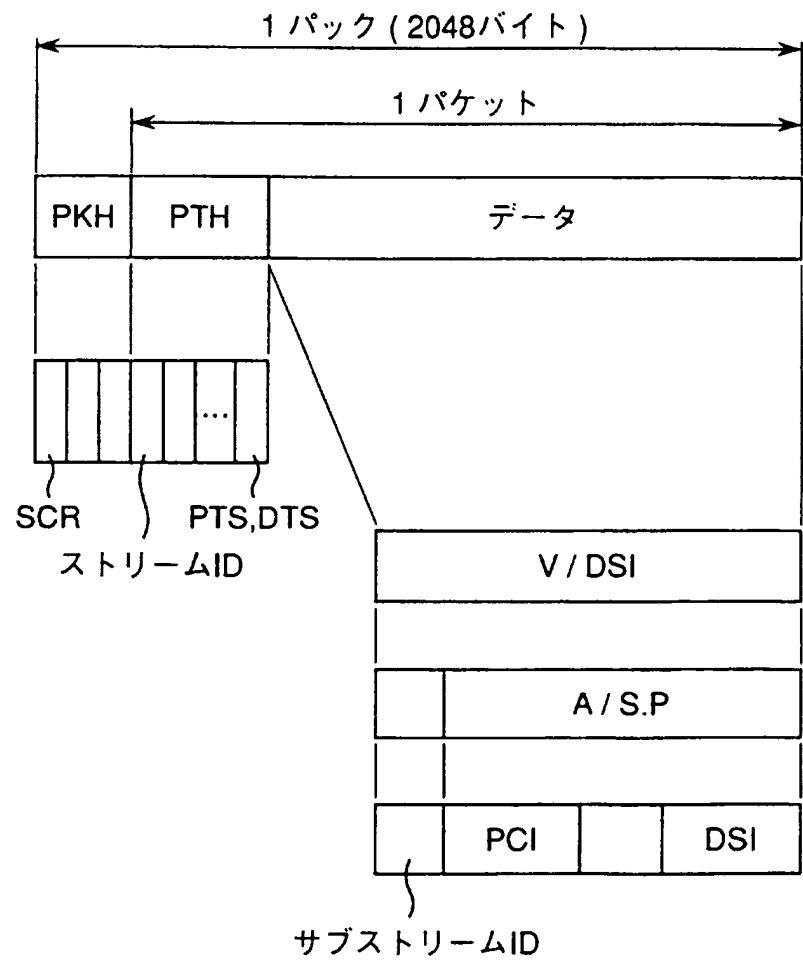 1 パック ( 2048バイト )
1 パケット
PKH PTH データ
...
SCR PTS,DTS
ストリームID
V / DSI
A / S.P
PCI DSI
サブストリームID